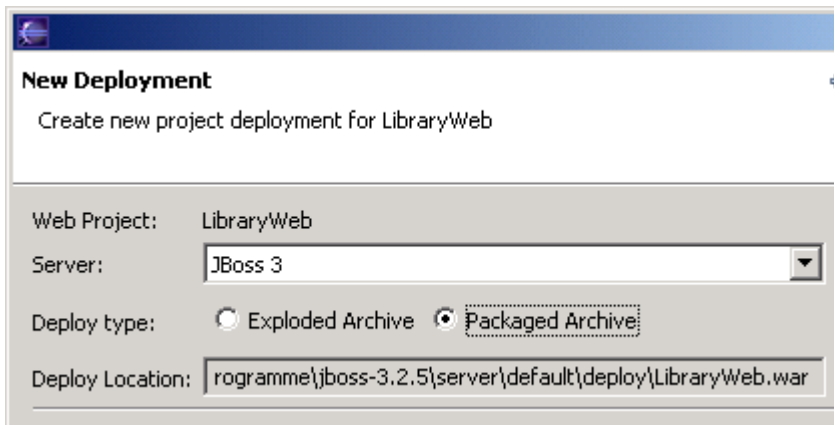 New Deployment
Create new project deployment for LibraryWeb
Web Project: LibraryWeb
Server: JBoss 3
Deploy type: Exploded Archive Packaged Archive
Deploy Location: rogramme\jboss-3.2.5\server\default\deploy\LibraryWeb.war